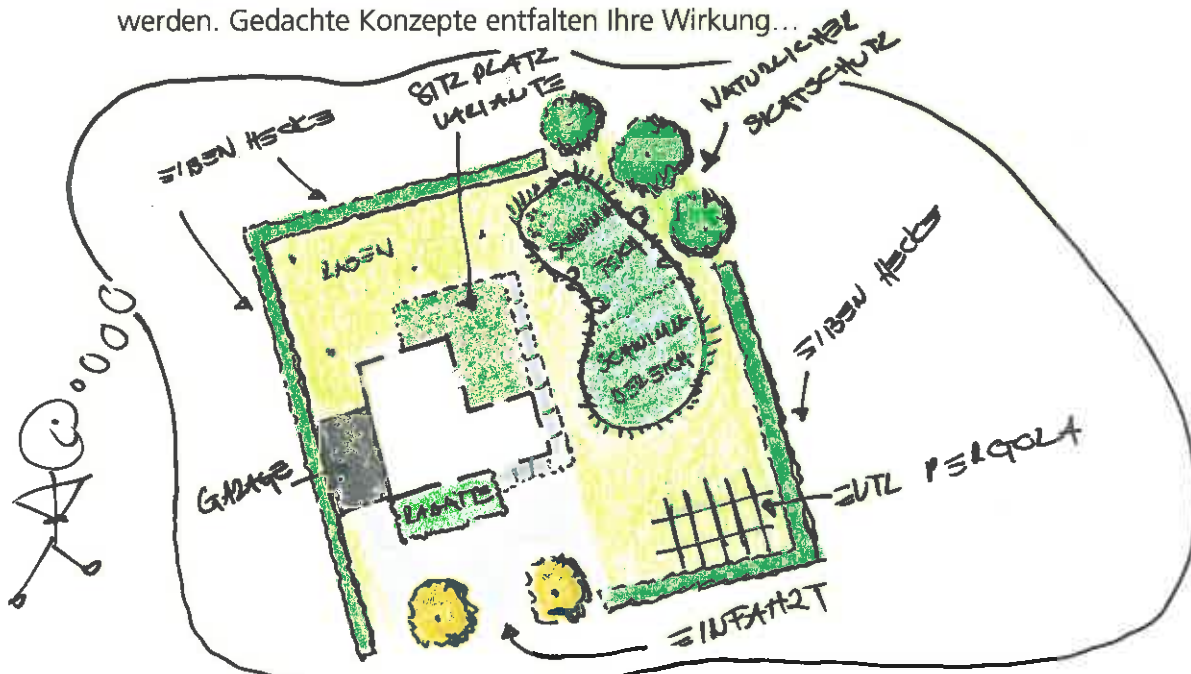 werden. Gedachte Konzepte entfalten Ihre Wirkung...
SITZPLATZ
VARIANTE
NATÜRLICHER
SICHTSCHUTZ
EIBEN HECKE
RASEN
SCHWIMM
TEICH
SCHWIMM
BEREICH
EIBEN HECKE
GARAGE
RABATTE
EVTL PERGOLA
EINFAHRT